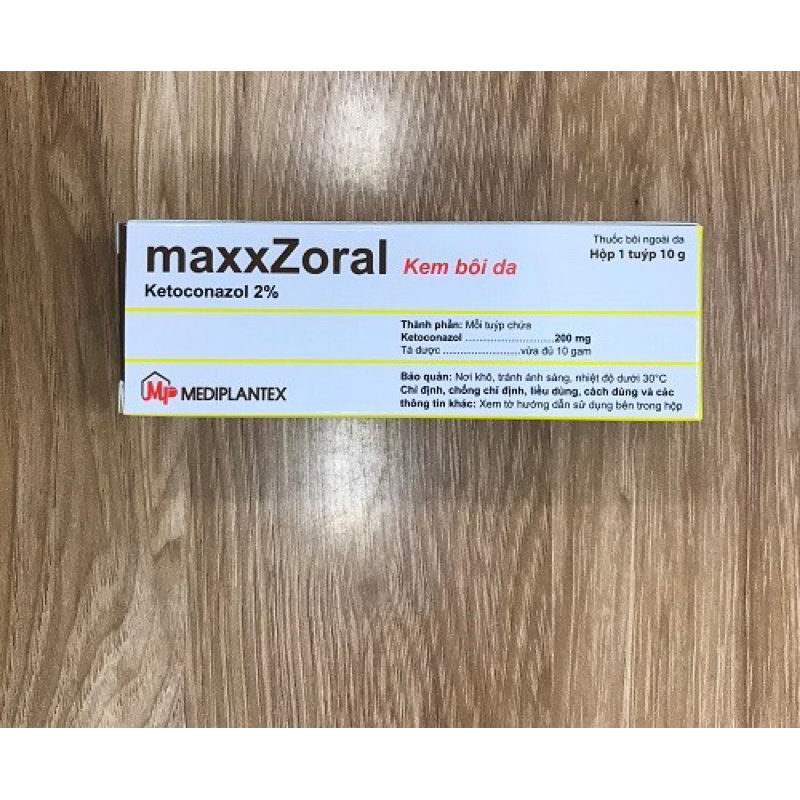 maxxZoral Kem bôi da
Ketoconazol 2%
Thuốc bôi ngoài da
Hộp 1 tuýp 10 g
Thành phần: Mỗi tuýp chứa
Ketoconazol ............................200 mg
Tá dược ........................vừa đủ 10 gam
MP MEDIPLANTEX
Bảo quản: Nơi khô, tránh ánh sáng, nhiệt độ dưới 30°C
Chỉ định, chống chỉ định, liều dùng, cách dùng và các
thông tin khác: Xem tờ hướng dẫn sử dụng bên trong hộp